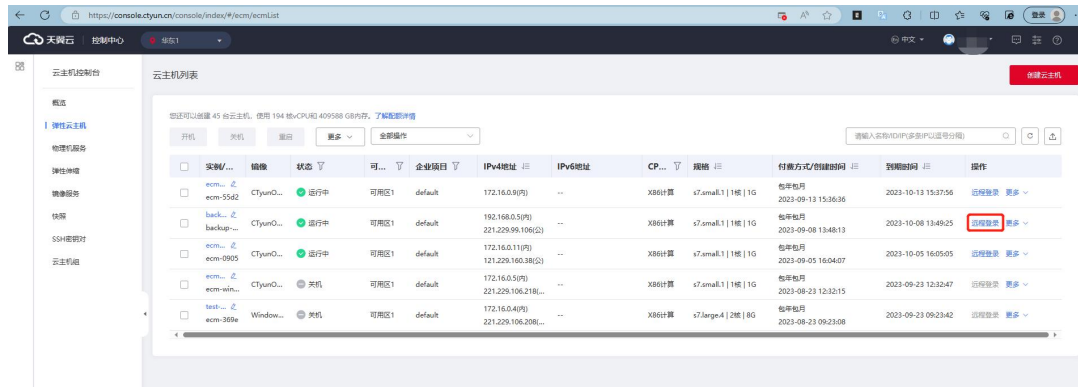 https://console.ctyun.cn/console/index/#/ecm/ecmList
登录
天翼云 控制中心 华东1 中文
云主机控制台
概览
弹性云主机
物理机服务
弹性伸缩
镜像服务
快照
SSH密钥对
云主机组
云主机列表 创建云主机
您还可以创建 45 台云主机，使用 194 核vCPU和 409588 GB内存。了解配额详情
开机 关机 重启 更多 全部操作 请输入名称/ID/IP(多条IP以逗号分隔)
实例/... 镜像 状态 可... 企业项目 IPv4地址 IPv6地址 CP... 规格 付费方式/创建时间 到期时间 操作
ecm... CTyunO... 运行中 可用区1 default 172.16.0.9(内) -- X86计算 s7.small.1 | 1核 | 1G 包年包月 2023-10-13 15:37:56 远程登录 更多
ecm-55d2 2023-09-13 15:36:36
back... CTyunO... 运行中 可用区1 default 192.168.0.5(内) -- X86计算 s7.small.1 | 1核 | 1G 包年包月 2023-10-08 13:49:25 远程登录 更多
backup-... 221.229.99.106(公) 2023-09-08 13:48:13
ecm... CTyunO... 运行中 可用区1 default 172.16.0.11(内) -- X86计算 s7.small.1 | 1核 | 1G 包年包月 2023-10-05 16:05:05 远程登录 更多
ecm-0905 121.229.160.38(公) 2023-09-05 16:04:07
ecm... CTyunO... 关机 可用区1 default 172.16.0.5(内) -- X86计算 s7.small.1 | 1核 | 1G 包年包月 2023-09-23 12:32:47 远程登录 更多
ecm-win... 221.229.106.218(... 2023-08-23 12:32:15
test-... Window... 关机 可用区1 default 172.16.0.4(内) -- X86计算 s7.large.4 | 2核 | 8G 包年包月 2023-09-23 09:23:42 远程登录 更多
ecm-369e 221.229.106.208(... 2023-08-23 09:23:08